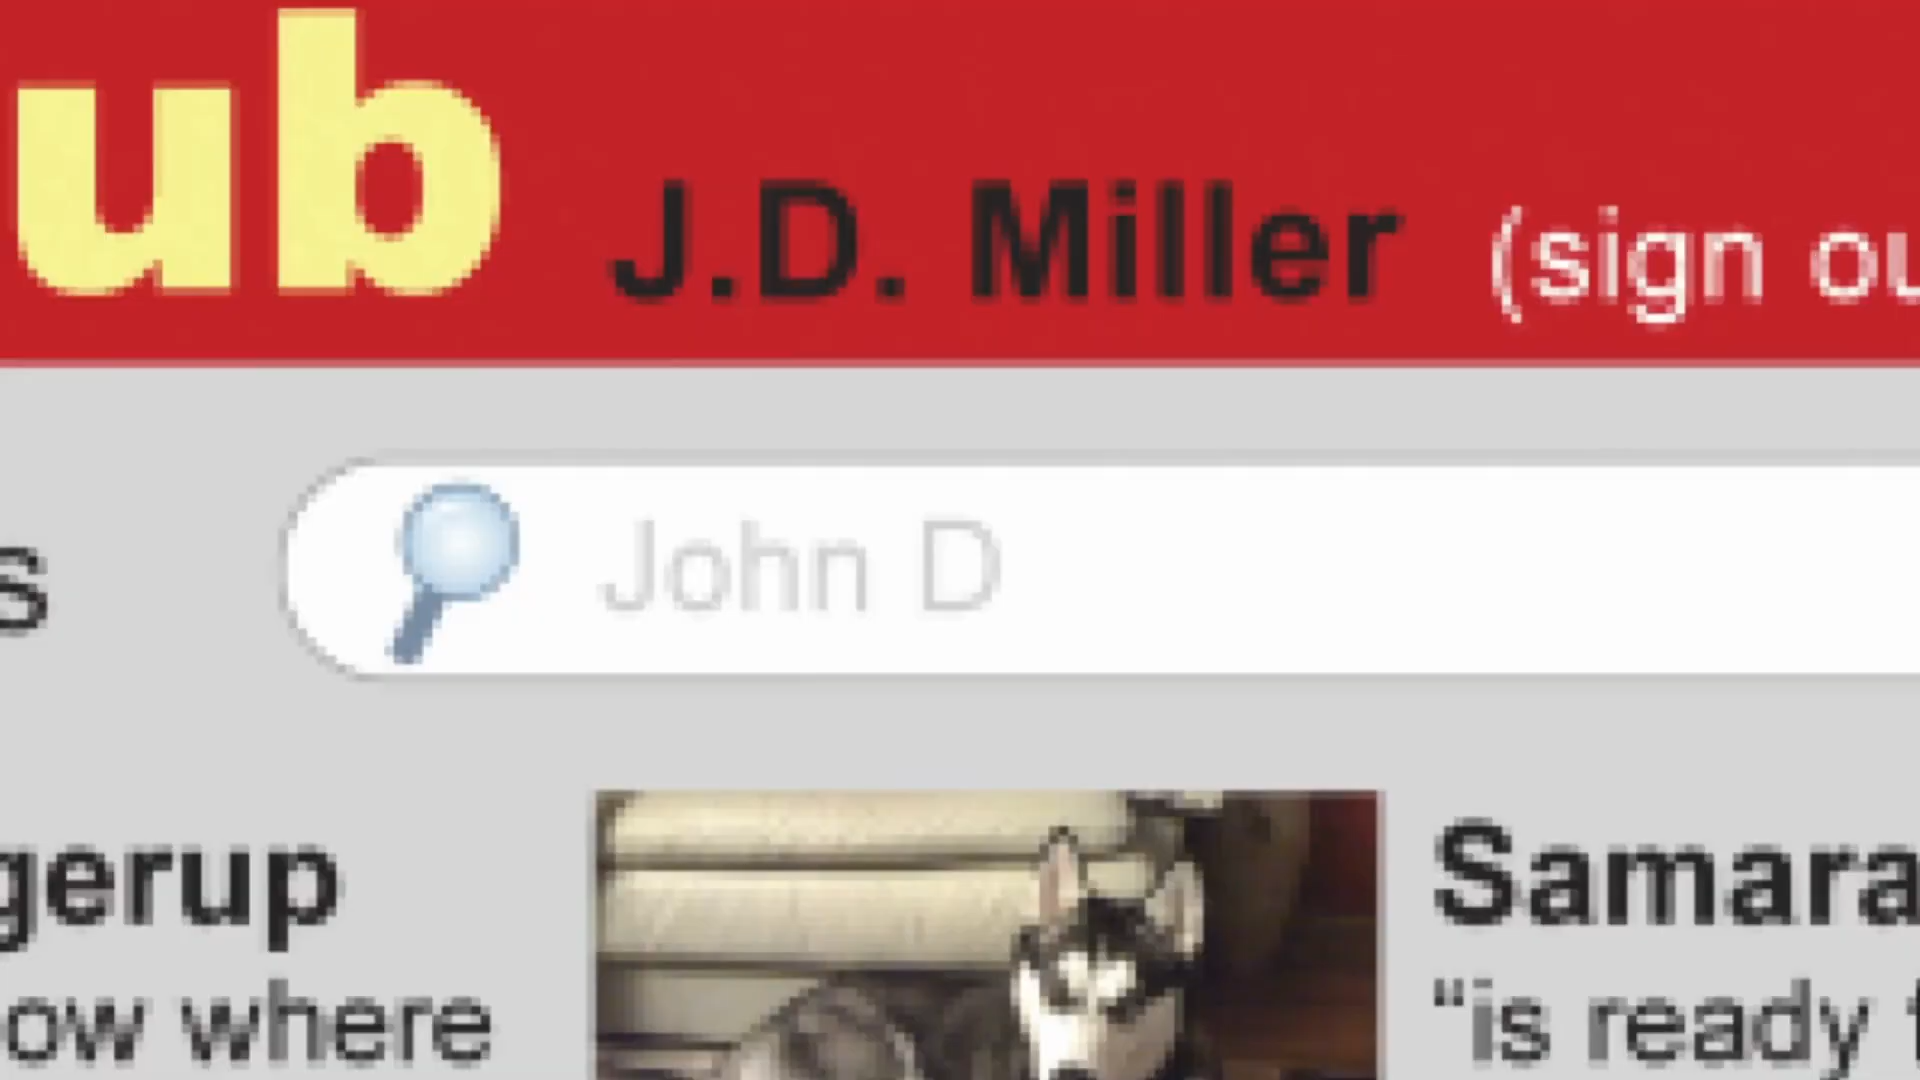 ub J.D. Miller (sign ou
s John D
gerup Samara
ow where "is ready f